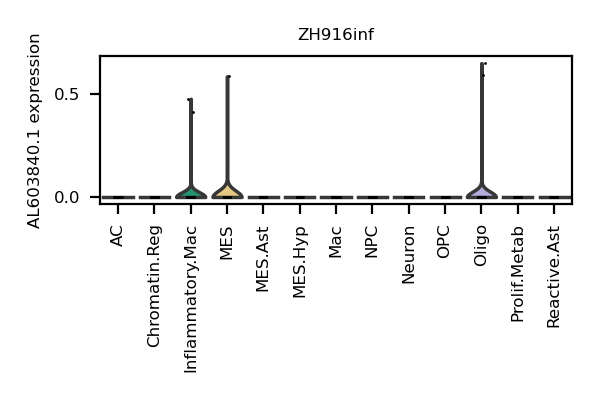 ZH916inf
AL603840.1 expression
0.5
0.0
AC
Chromatin.Reg
Inflammatory.Mac
MES
MES.Ast
MES.Hyp
Mac
NPC
Neuron
OPC
Oligo
Prolif.Metab
Reactive.Ast